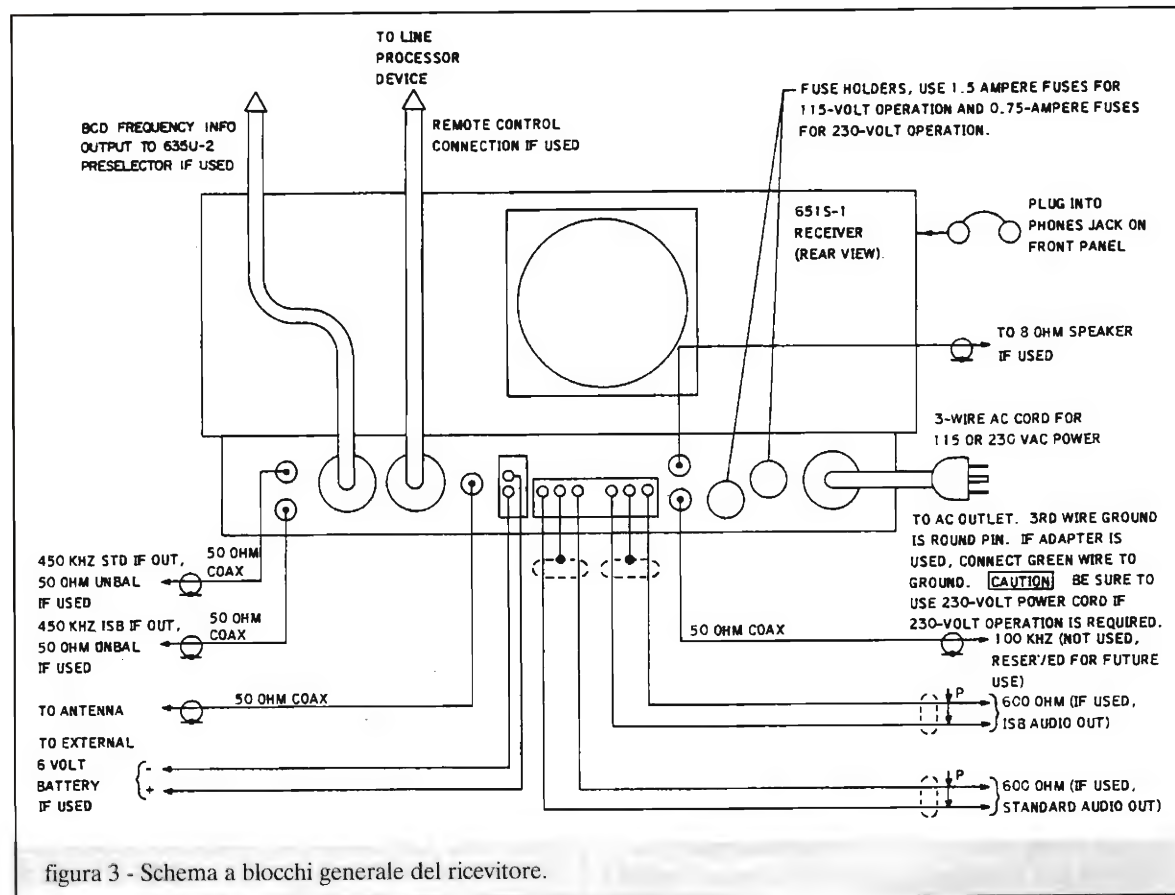 TO LINE
PROCESSOR
DEVICE
BCD FREQUENCY INFO
OUTPUT TO 635U-2
PRESELECTOR IF USED
REMOTE CONTROL
CONNECTION IF USED
FUSE HOLDERS, USE 1.5 AMPERE FUSES FOR
115-VOLT OPERATION AND 0.75-AMPERE FUSES
FOR 230-VOLT OPERATION.
651S-1
RECEIVER
(REAR VIEW).
PLUG INTO
PHONES JACK ON
FRONT PANEL
TO 8 OHM SPEAKER
IF USED
3-WIRE AC CORD FOR
115 OR 230 VAC POWER
TO AC OUTLET. 3RD WIRE GROUND
IS ROUND PIN. IF ADAPTER IS
USED, CONNECT GREEN WIRE TO
GROUND. CAUTION BE SURE TO
USE 230-VOLT POWER CORD IF
230-VOLT OPERATION IS REQUIRED.
450 KHZ STD IF OUT,
50 OHM UNBAL
IF USED
50 OHM
COAX
450 KHZ ISB IF OUT,
50 OHM UNBAL
IF USED
50 OHM
COAX
TO ANTENNA
50 OHM COAX
TO EXTERNAL
6 VOLT
BATTERY
IF USED
-
+
50 OHM COAX
100 KHZ (NOT USED,
RESERVED FOR FUTURE
USE)
P
600 OHM (IF USED,
ISB AUDIO OUT)
P
600 OHM (IF USED,
STANDARD AUDIO OUT)
figura 3 - Schema a blocchi generale del ricevitore.